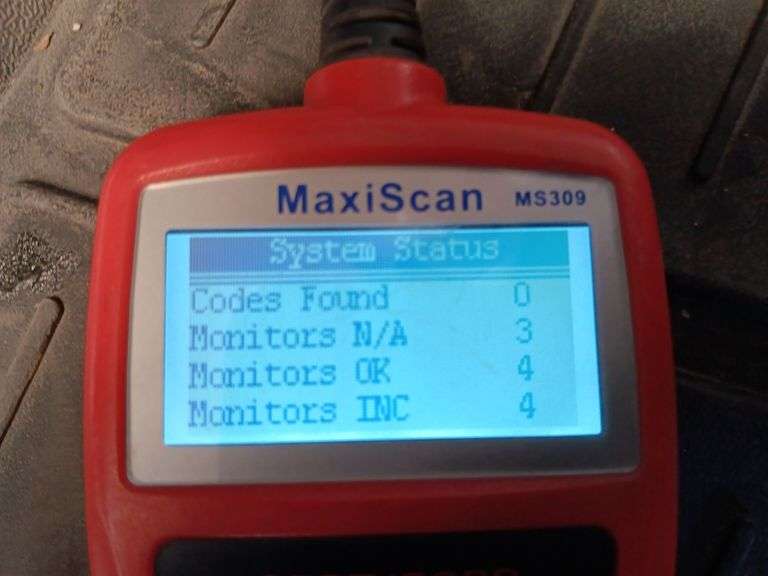 MaxiScan MS309
System Status
Codes Found 0
Monitors N/A 3
Monitors OK 4
Monitors INC 4